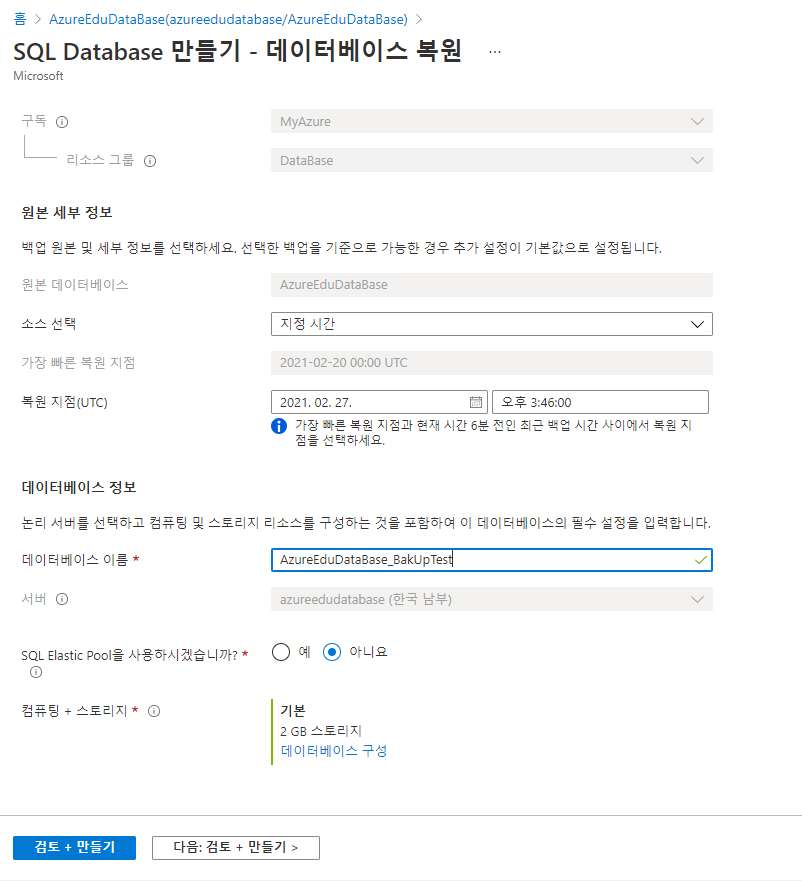 홈 > AzureEduDataBase(azureedudatabase/AzureEduDataBase) >
SQL Database 만들기 - 데이터베이스 복원 ...
Microsoft
구독
MyAzure
리소스 그룹
DataBase
원본 세부 정보
백업 원본 및 세부 정보를 선택하세요. 선택한 백업을 기준으로 가능한 경우 추가 설정이 기본값으로 설정됩니다.
원본 데이터베이스
AzureEduDataBase
소스 선택
지정 시간
가장 빠른 복원 지점
2021-02-20 00:00 UTC
복원 지점(UTC)
2021. 02. 27.
오후 3:46:00
가장 빠른 복원 지점과 현재 시간 6분 전인 최근 백업 시간 사이에서 복원 지
점을 선택하세요.
데이터베이스 정보
논리 서버를 선택하고 컴퓨팅 및 스토리지 리소스를 구성하는 것을 포함하여 이 데이터베이스의 필수 설정을 입력합니다.
데이터베이스 이름 *
AzureEduDataBase_BakUpTest
서버
azureedudatabase (한국 남부)
SQL Elastic Pool을 사용하시겠습니까? *
예
아니요
컴퓨팅 + 스토리지 *
기본
2 GB 스토리지
데이터베이스 구성
검토 + 만들기
다음: 검토 + 만들기 >